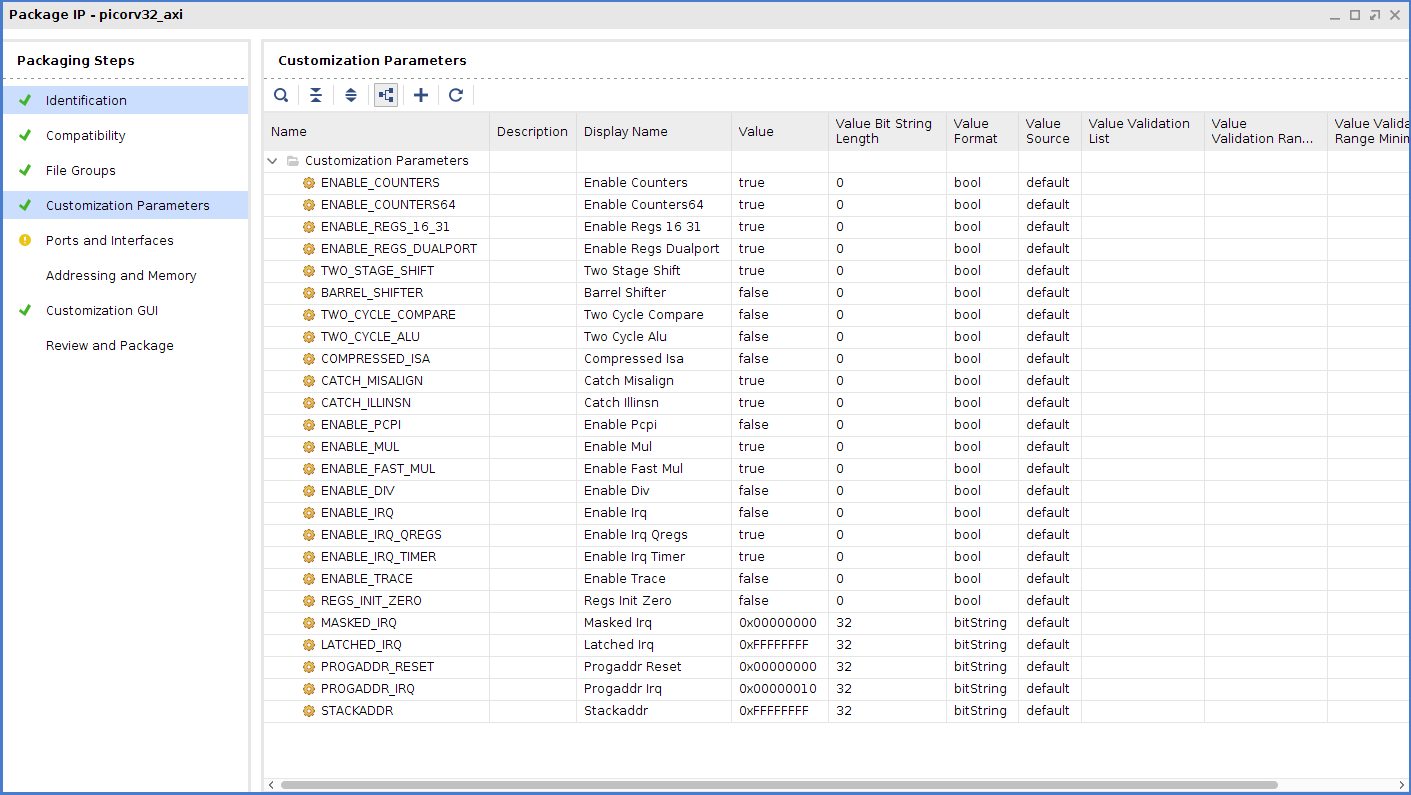 Package IP - picorv32_axi
Packaging Steps
Identification
Compatibility
File Groups
Customization Parameters
Ports and Interfaces
Addressing and Memory
Customization GUI
Review and Package
Customization Parameters
Name Description Display Name Value Value Bit String Length Value Format Value Source Value Validation List Value Validation Ran... Value Valida Range Minim
Customization Parameters
ENABLE_COUNTERS Enable Counters true 0 bool default
ENABLE_COUNTERS64 Enable Counters64 true 0 bool default
ENABLE_REGS_16_31 Enable Regs 16 31 true 0 bool default
ENABLE_REGS_DUALPORT Enable Regs Dualport true 0 bool default
TWO_STAGE_SHIFT Two Stage Shift true 0 bool default
BARREL_SHIFTER Barrel Shifter false 0 bool default
TWO_CYCLE_COMPARE Two Cycle Compare false 0 bool default
TWO_CYCLE_ALU Two Cycle Alu false 0 bool default
COMPRESSED_ISA Compressed Isa false 0 bool default
CATCH_MISALIGN Catch Misalign true 0 bool default
CATCH_ILLINSN Catch Illinsn true 0 bool default
ENABLE_PCPI Enable Pcpi false 0 bool default
ENABLE_MUL Enable Mul true 0 bool default
ENABLE_FAST_MUL Enable Fast Mul true 0 bool default
ENABLE_DIV Enable Div false 0 bool default
ENABLE_IRQ Enable Irq false 0 bool default
ENABLE_IRQ_QREGS Enable Irq Qregs true 0 bool default
ENABLE_IRQ_TIMER Enable Irq Timer true 0 bool default
ENABLE_TRACE Enable Trace false 0 bool default
REGS_INIT_ZERO Regs Init Zero false 0 bool default
MASKED_IRQ Masked Irq 0x00000000 32 bitString default
LATCHED_IRQ Latched Irq 0xFFFFFFFF 32 bitString default
PROGADDR_RESET Progaddr Reset 0x00000000 32 bitString default
PROGADDR_IRQ Progaddr Irq 0x00000010 32 bitString default
STACKADDR Stackaddr 0xFFFFFFFF 32 bitString default